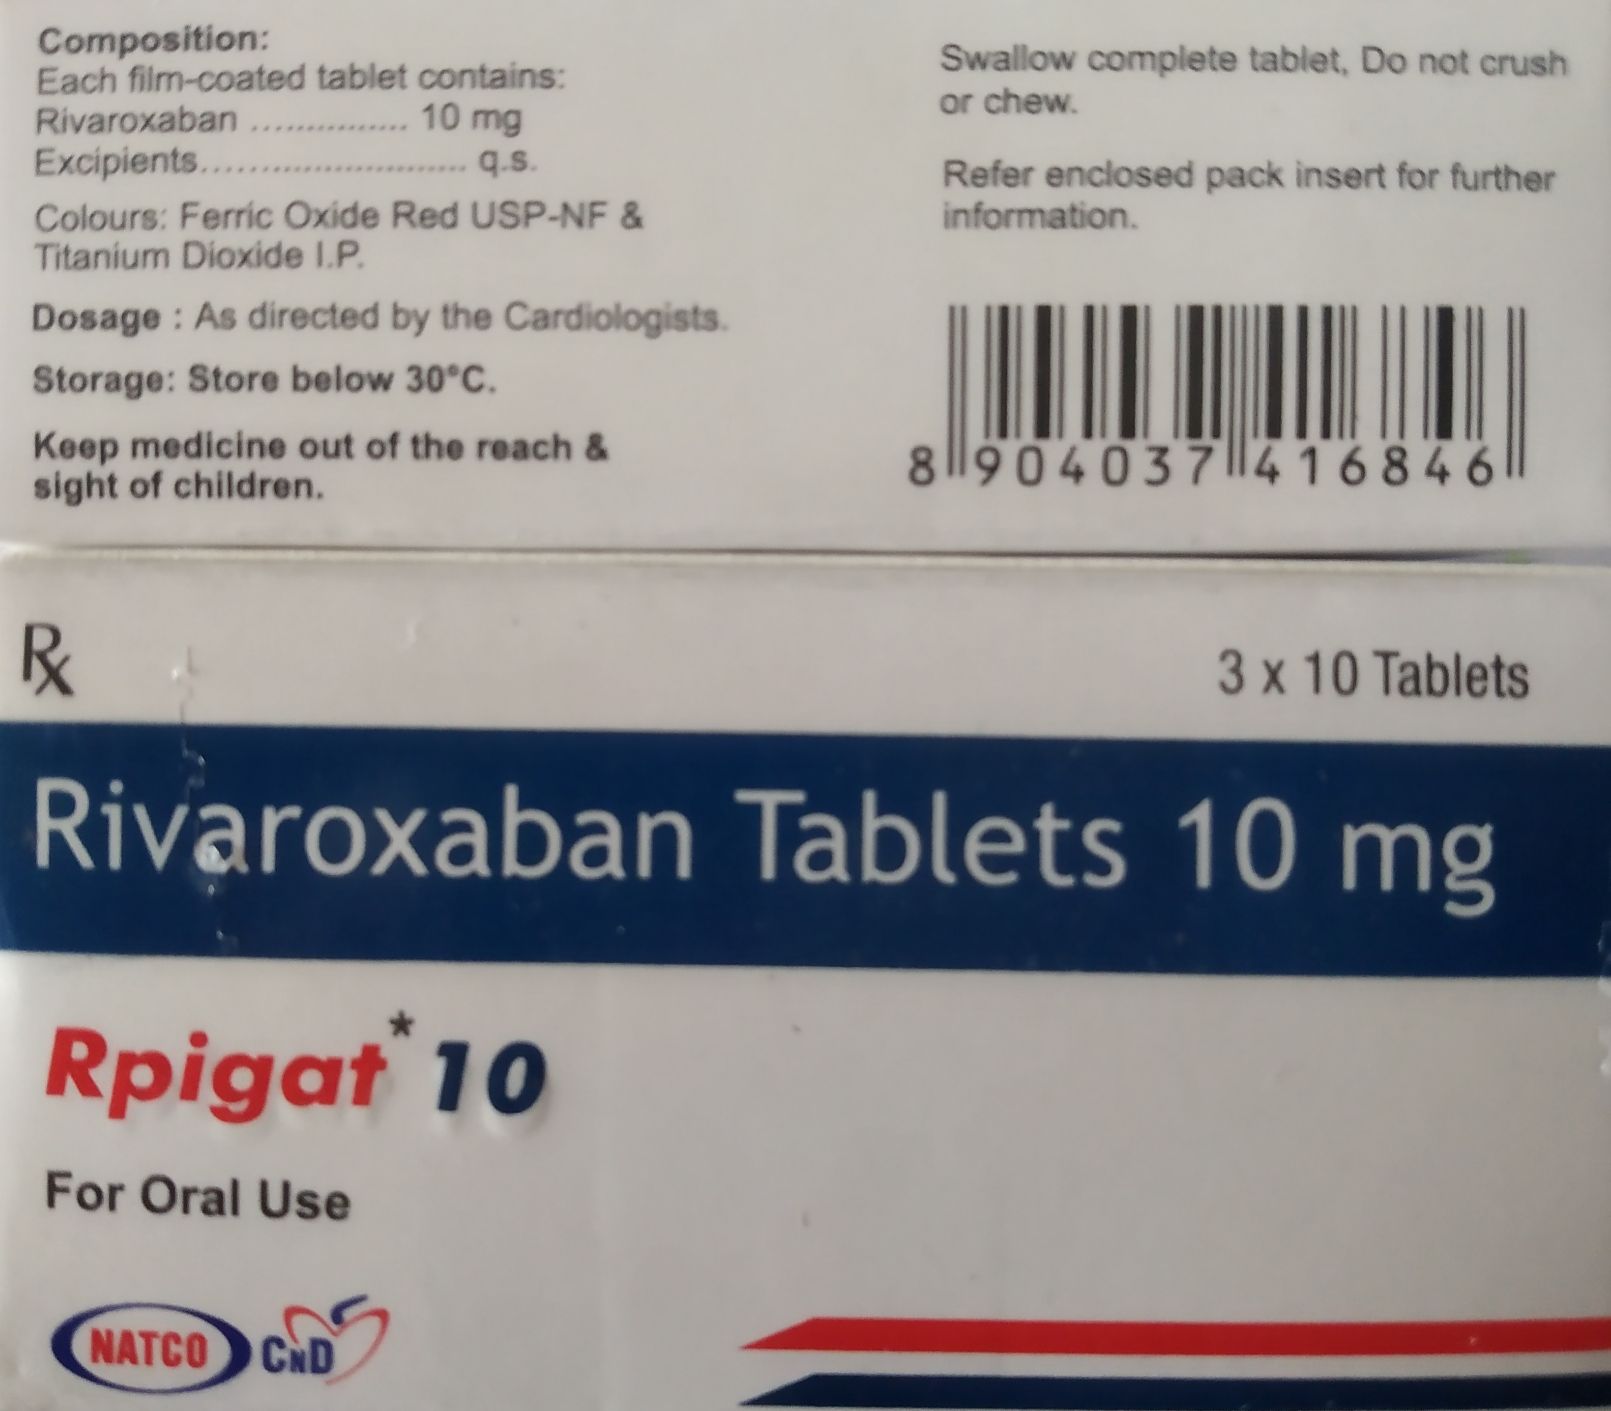 Composition:
Each film-coated tablet contains:
Rivaroxaban ............... 10 mg
Excipients......................... q.s.
Colours: Ferric Oxide Red USP-NF &
Titanium Dioxide I.P.
Dosage : As directed by the Cardiologists.
Storage: Store below 30°C.
Keep medicine out of the reach &
sight of children.
Swallow complete tablet, Do not crush
or chew.
Refer enclosed pack insert for further
information.
8 904037 416846
Rx
3 x 10 Tablets
Rivaroxaban Tablets 10 mg
Rpigat* 10
For Oral Use
NATCO CND